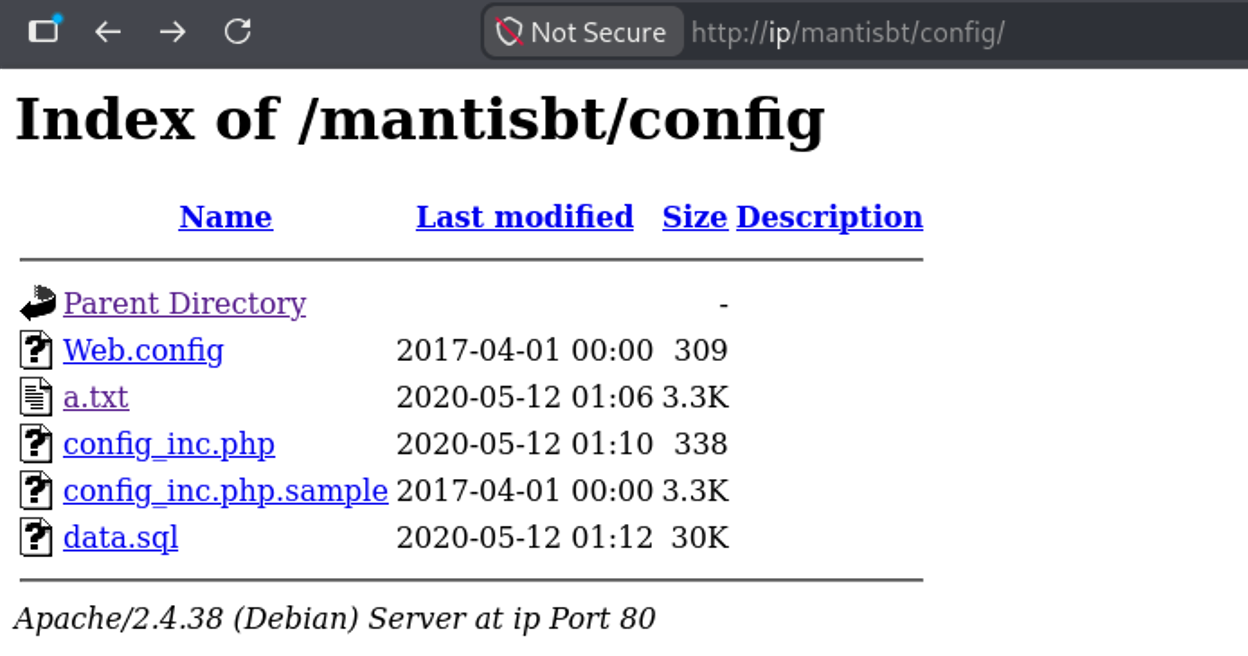 Not Secure http://ip/mantisbt/config/
Index of /mantisbt/config
Name Last modified Size Description
Parent Directory -
Web.config 2017-04-01 00:00 309
a.txt 2020-05-12 01:06 3.3K
config_inc.php 2020-05-12 01:10 338
config_inc.php.sample 2017-04-01 00:00 3.3K
data.sql 2020-05-12 01:12 30K
Apache/2.4.38 (Debian) Server at ip Port 80